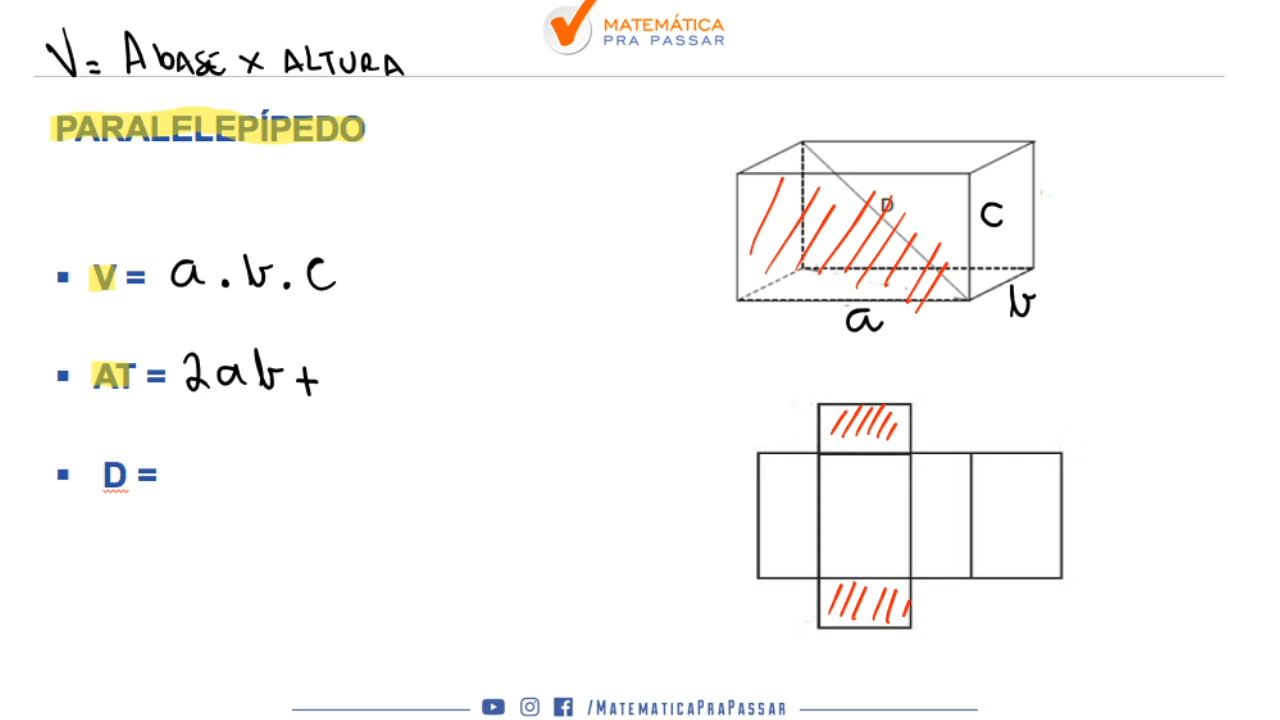 MATEMÁTICA
PRA PASSAR
V = A BASE X ALTURA
PARALELEPÍPEDO
V = a . b . c
AT = 2ab +
D =
D
c
b
a
/MATEMATICAPRAPASSAR